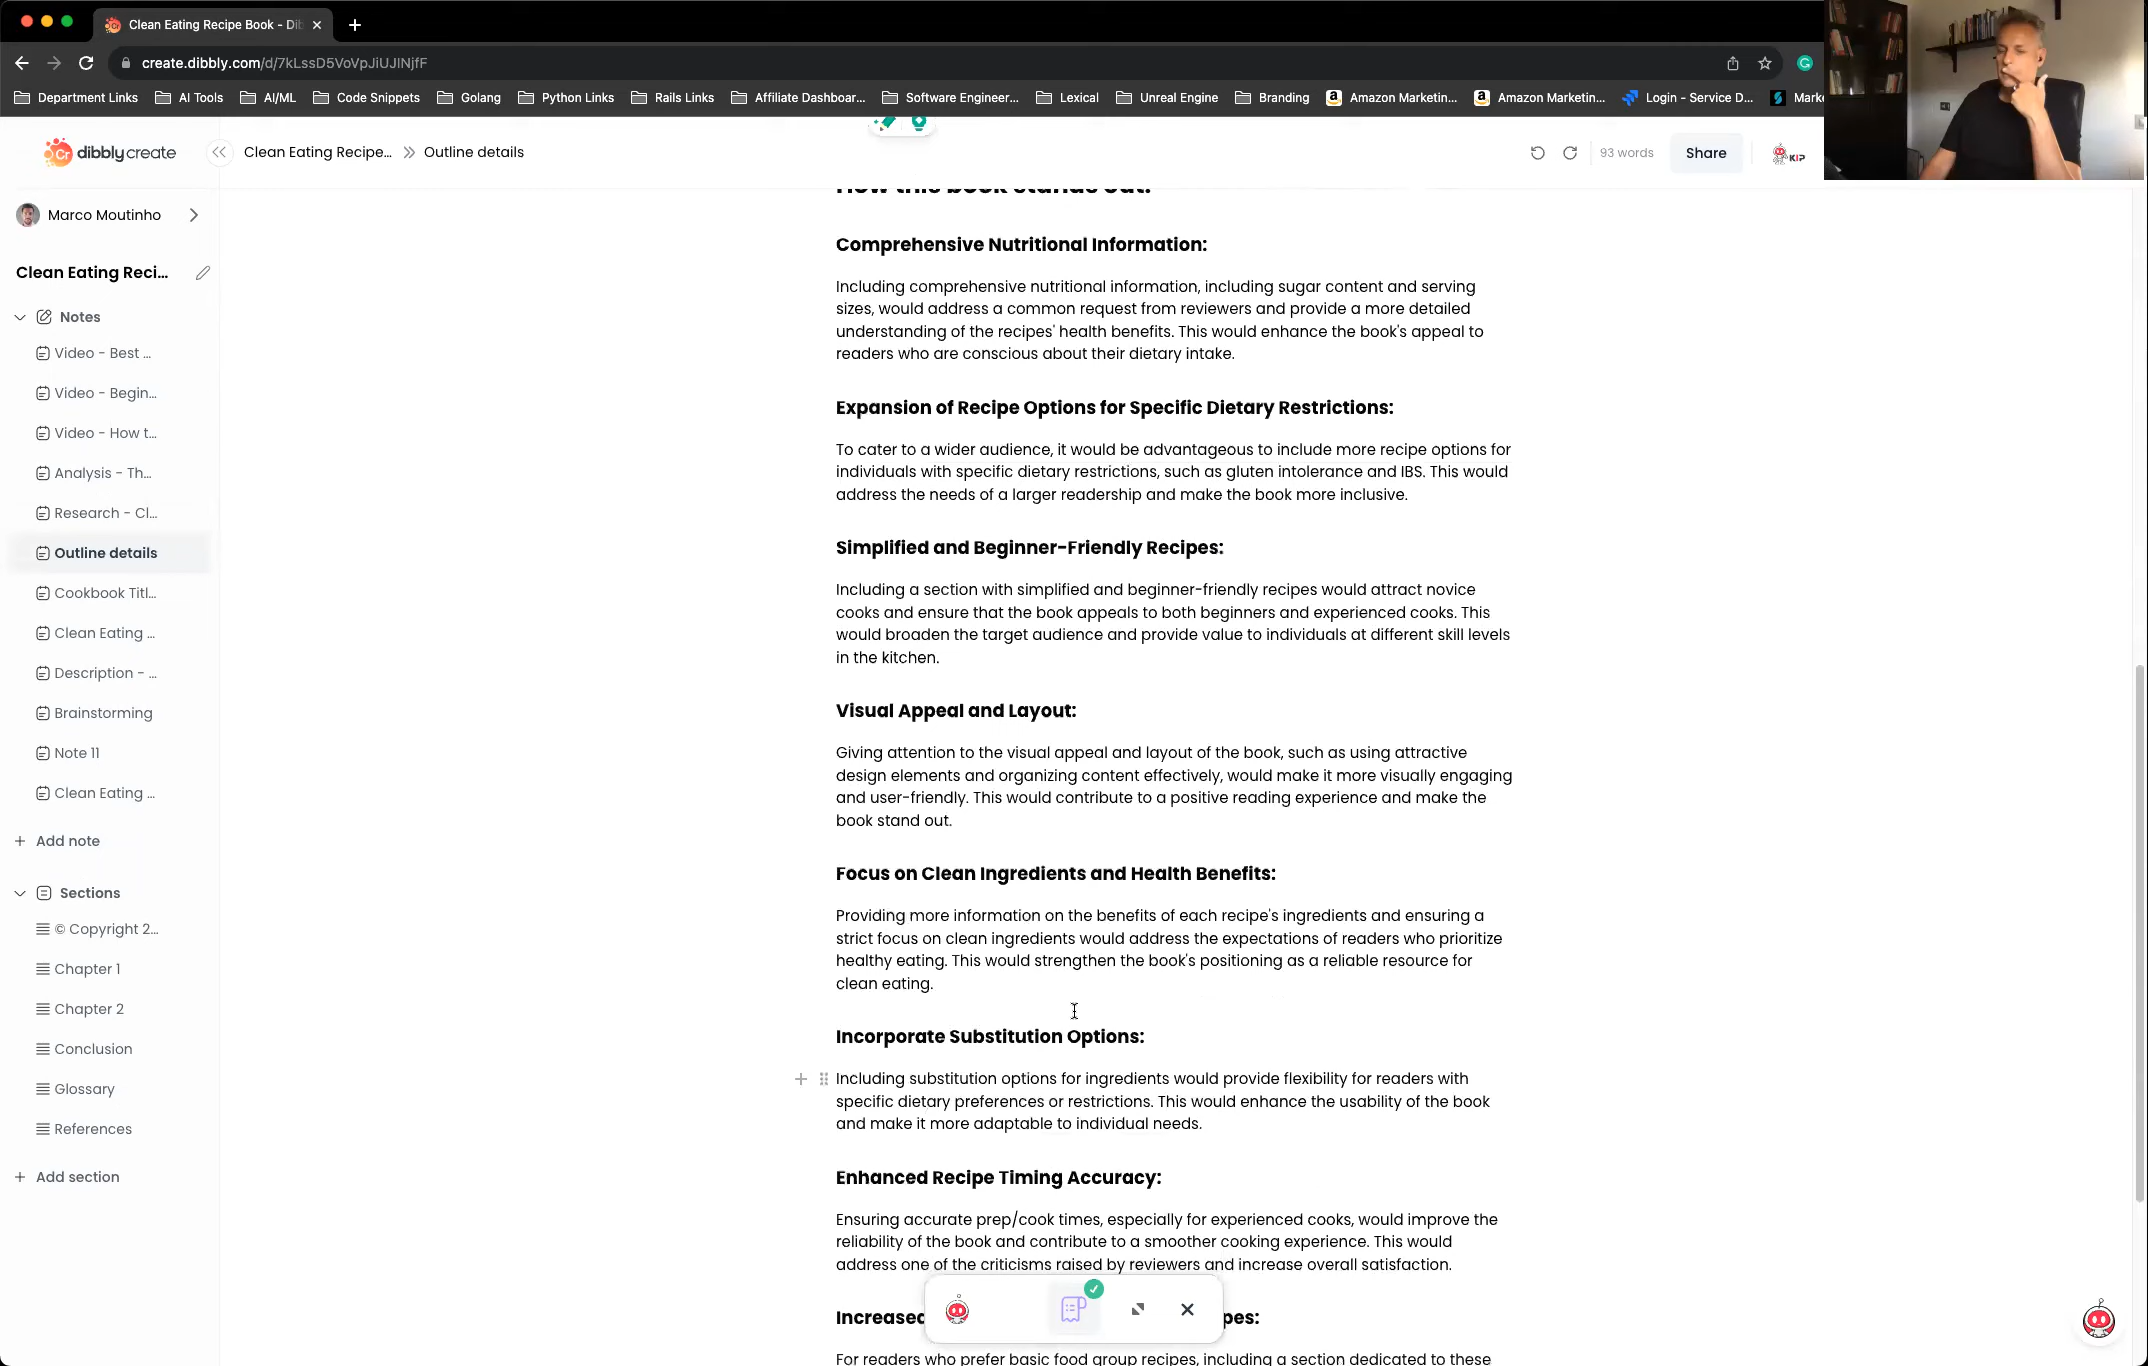 Clean Eating Recipe Book - Dib
create.dibbly.com/d/7kLssD5VoVpJiUJlNjfF
Department Links
AI Tools
AI/ML
Code Snippets
Golang
Python Links
Rails Links
Affiliate Dashboar...
Software Engineer...
Lexical
Unreal Engine
Branding
Amazon Marketin...
Amazon Marketin...
Login - Service D...
Marke
Cr dibblycreate
Clean Eating Recipe...
Outline details
93 words
Share
KIP
Marco Moutinho
Clean Eating Reci...
Notes
Video - Best ...
Video - Begin...
Video - How t...
Analysis - Th...
Research - Cl...
Outline details
Cookbook Titl...
Clean Eating ...
Description - ...
Brainstorming
Note 11
Clean Eating ...
+ Add note
Sections
© Copyright 2...
Chapter 1
Chapter 2
Conclusion
Glossary
References
+ Add section
How this book stands out:
Comprehensive Nutritional Information:
Including comprehensive nutritional information, including sugar content and serving
sizes, would address a common request from reviewers and provide a more detailed
understanding of the recipes' health benefits. This would enhance the book's appeal to
readers who are conscious about their dietary intake.
Expansion of Recipe Options for Specific Dietary Restrictions:
To cater to a wider audience, it would be advantageous to include more recipe options for
individuals with specific dietary restrictions, such as gluten intolerance and IBS. This would
address the needs of a larger readership and make the book more inclusive.
Simplified and Beginner-Friendly Recipes:
Including a section with simplified and beginner-friendly recipes would attract novice
cooks and ensure that the book appeals to both beginners and experienced cooks. This
would broaden the target audience and provide value to individuals at different skill levels
in the kitchen.
Visual Appeal and Layout:
Giving attention to the visual appeal and layout of the book, such as using attractive
design elements and organizing content effectively, would make it more visually engaging
and user-friendly. This would contribute to a positive reading experience and make the
book stand out.
Focus on Clean Ingredients and Health Benefits:
Providing more information on the benefits of each recipe's ingredients and ensuring a
strict focus on clean ingredients would address the expectations of readers who prioritize
healthy eating. This would strengthen the book's positioning as a reliable resource for
clean eating.
Incorporate Substitution Options:
Including substitution options for ingredients would provide flexibility for readers with
specific dietary preferences or restrictions. This would enhance the usability of the book
and make it more adaptable to individual needs.
Enhanced Recipe Timing Accuracy:
Ensuring accurate prep/cook times, especially for experienced cooks, would improve the
reliability of the book and contribute to a smoother cooking experience. This would
address one of the criticisms raised by reviewers and increase overall satisfaction.
Increased pes:
For readers who prefer basic food group recipes, including a section dedicated to these